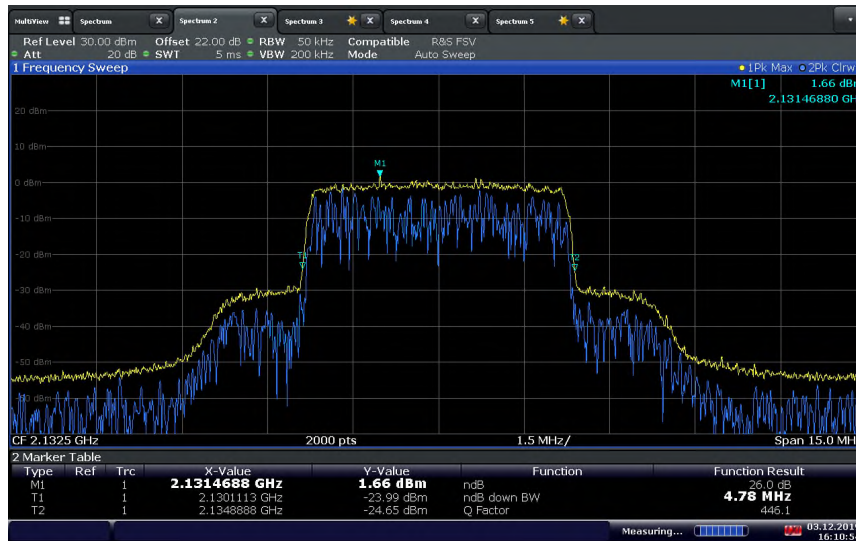 MultiView Spectrum X Spectrum 2 X Spectrum 3 X Spectrum 4 X Spectrum 5 X
Ref Level 30.00 dBm Offset 22.00 dB RBW 50 kHz Compatible R&S FSV
Att 20 dB SWT 5 ms VBW 200 kHz Mode Auto Sweep
1 Frequency Sweep 1Pk Max 2Pk Clrw
M1[1] 1.66 dBm
2.13146880 GH
20 dBm
10 dBm
M1
0 dBm
-10 dBm
-20 dBm
T1
-30 dBm
-40 dBm
-50 dBm
CF 2.1325 GHz 2000 pts 1.5 MHz/ Span 15.0 MH
2 Marker Table
Type Ref Trc X-Value Y-Value Function Function Result
M1 1 2.1314688 GHz 1.66 dBm ndB 26.0 dB
T1 1 2.1301113 GHz -23.99 dBm ndB down BW 4.78 MHz
T2 1 2.1348888 GHz -24.65 dBm Q Factor 446.1
Measuring... 03.12.201
16:10:5